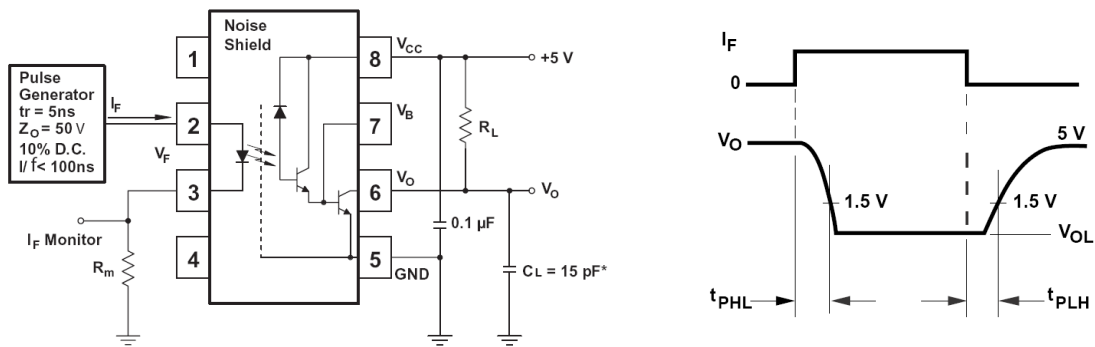 Noise
Shield
Pulse
Generator
tr = 5ns
ZO = 50 V
10% D.C.
I/ f < 100ns
IF
VF
1
2
3
4
8
7
6
5
VCC
VB
VO
GND
+5 V
RL
VO
0.1 µF
CL = 15 pF*
IF Monitor
Rm
IF
0
VO
5 V
1.5 V
1.5 V
VOL
tPHL
tPLH